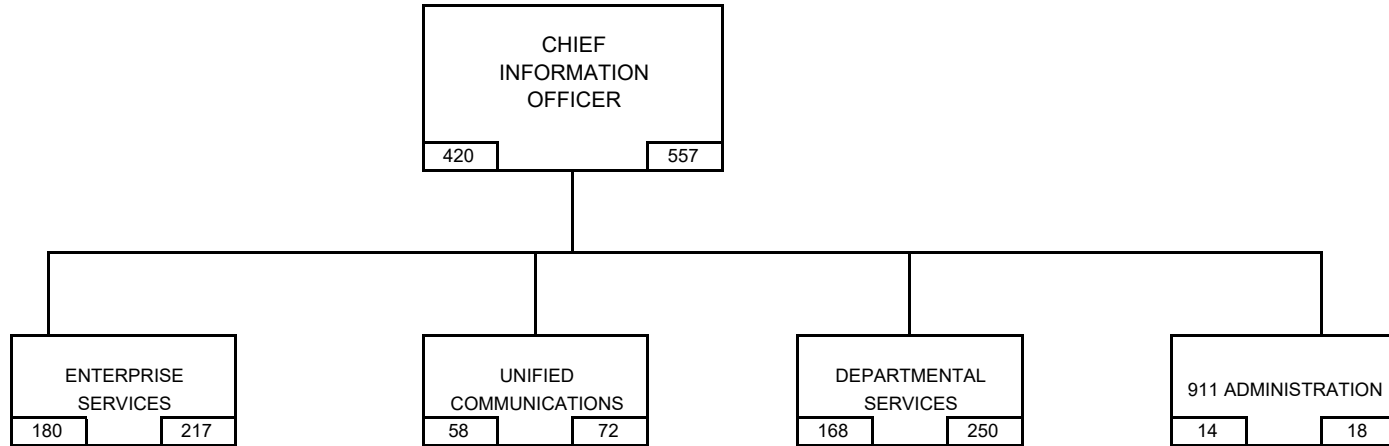 CHIEF
INFORMATION
OFFICER
420 557
ENTERPRISE
SERVICES
180 217
UNIFIED
COMMUNICATIONS
58 72
DEPARTMENTAL
SERVICES
168 250
911 ADMINISTRATION
14 18